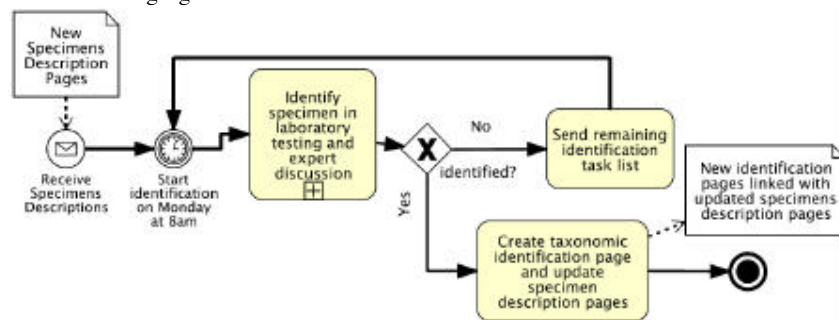 New
Specimens
Description
Pages
Receive
Specimens
Descriptions
Start
identification
on Monday
at 8am
Identify
specimen in
laboratory
testing and
expert
discussion
No
identified?
Yes
Send remaining
identification
task list
New identification
pages linked with
updated specimens
description pages
Create taxonomic
identification page
and update
specimen
description pages